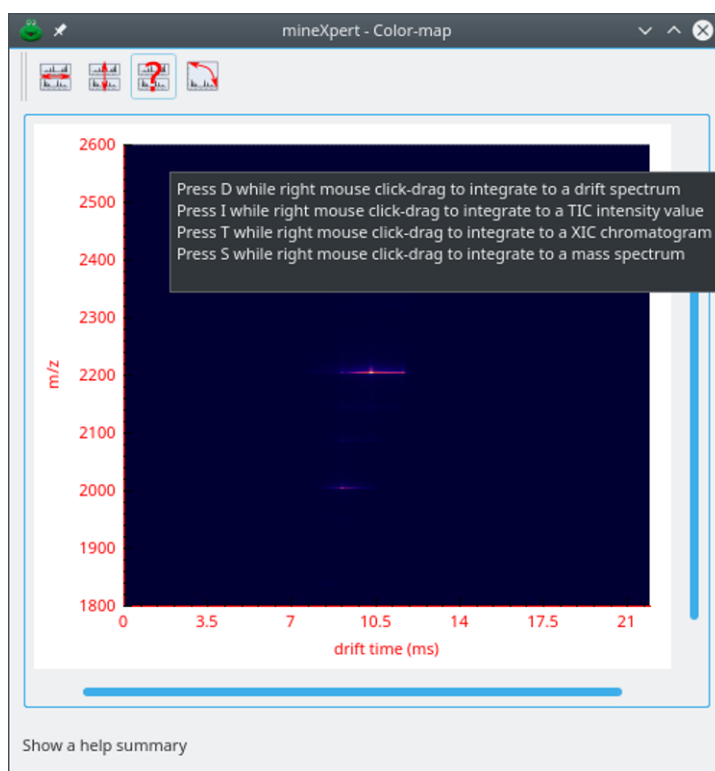 mineXpert - Color-map
?
2600
Press D while right mouse click-drag to integrate to a drift spectrum
2500
Press I while right mouse click-drag to integrate to a TIC intensity value
Press T while right mouse click-drag to integrate to a XIC chromatogram
Press S while right mouse click-drag to integrate to a mass spectrum
2400
2300
m/z
2200
2100
2000
1900
1800
0 3.5 7 10.5 14 17.5 21
drift time (ms)
Show a help summary